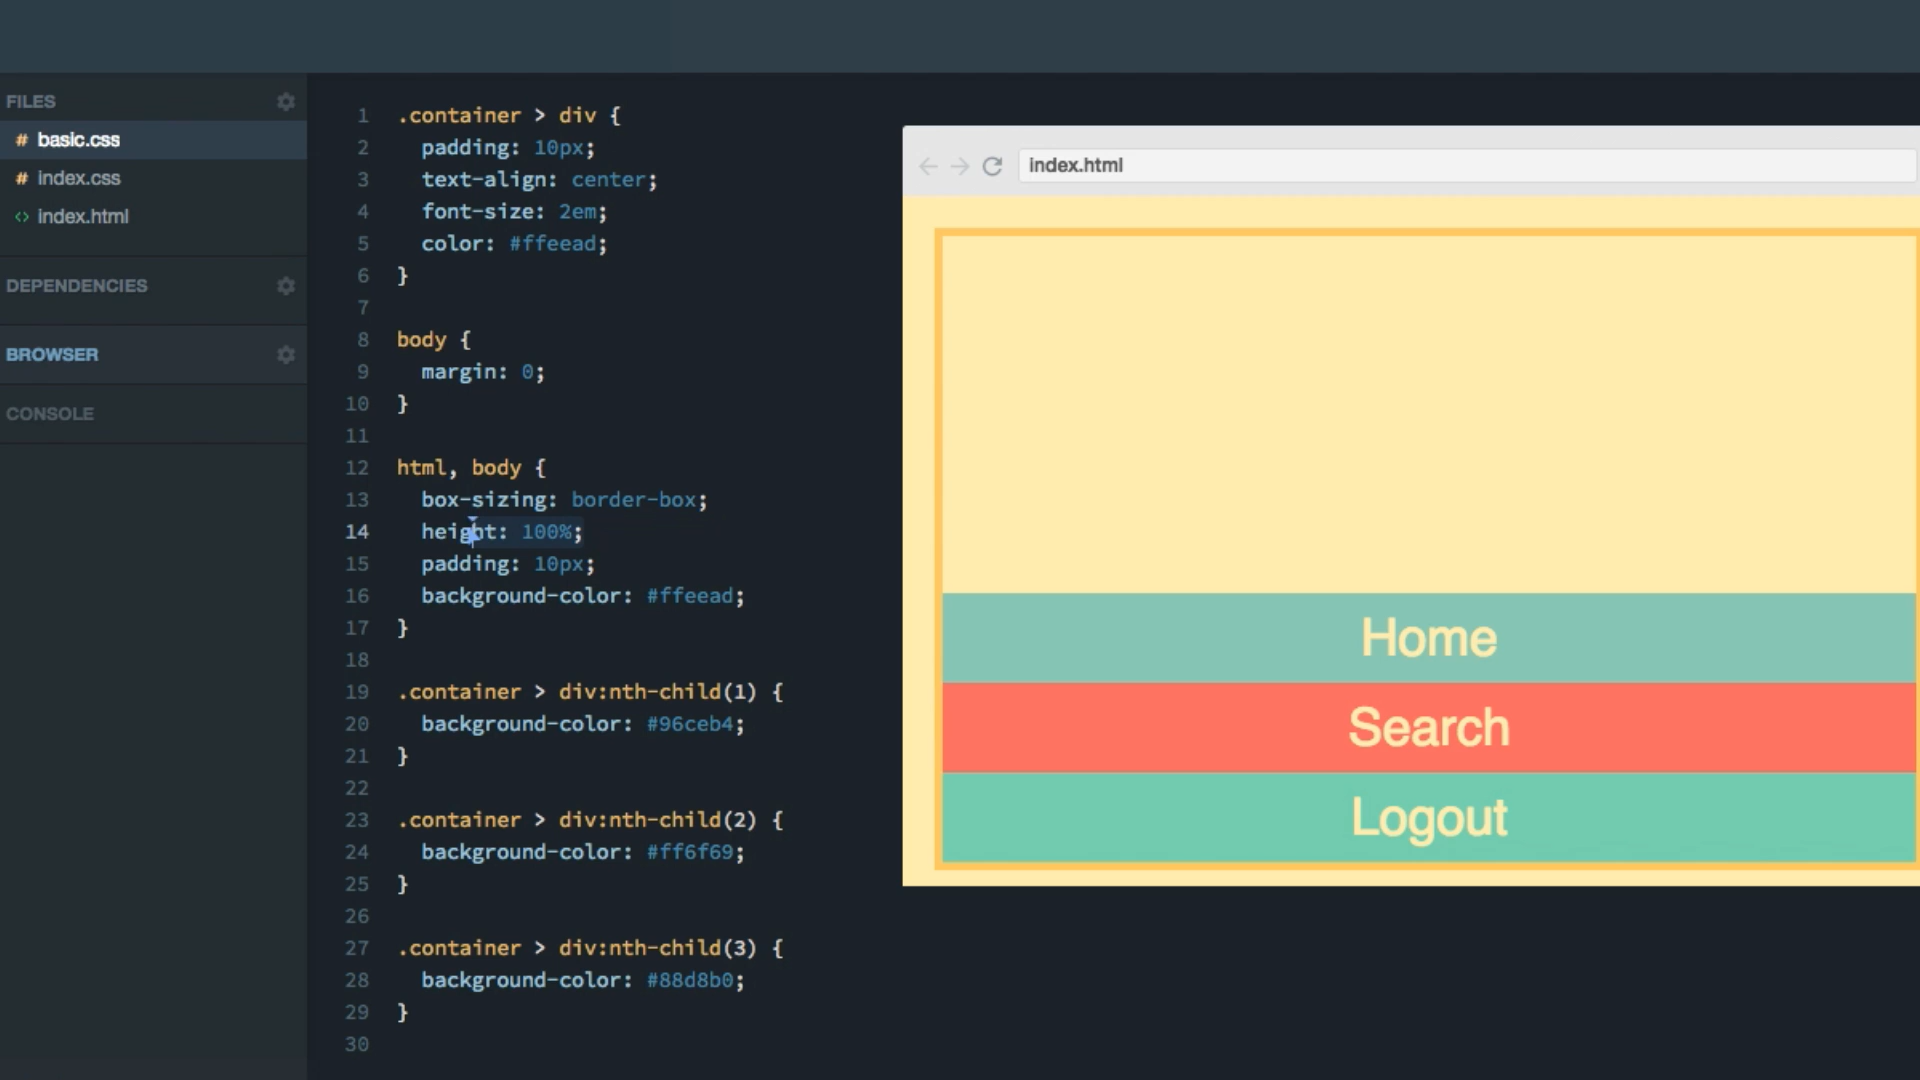 FILES
# basic.css
# index.css
<> index.html
DEPENDENCIES
BROWSER
CONSOLE
1 .container > div {
2 padding: 10px;
3 text-align: center;
4 font-size: 2em;
5 color: #ffeead;
6 }
7
8 body {
9 margin: 0;
10 }
11
12 html, body {
13 box-sizing: border-box;
14 height: 100%;
15 padding: 10px;
16 background-color: #ffeead;
17 }
18
19 .container > div:nth-child(1) {
20 background-color: #96ceb4;
21 }
22
23 .container > div:nth-child(2) {
24 background-color: #ff6f69;
25 }
26
27 .container > div:nth-child(3) {
28 background-color: #88d8b0;
29 }
30
index.html
Home
Search
Logout